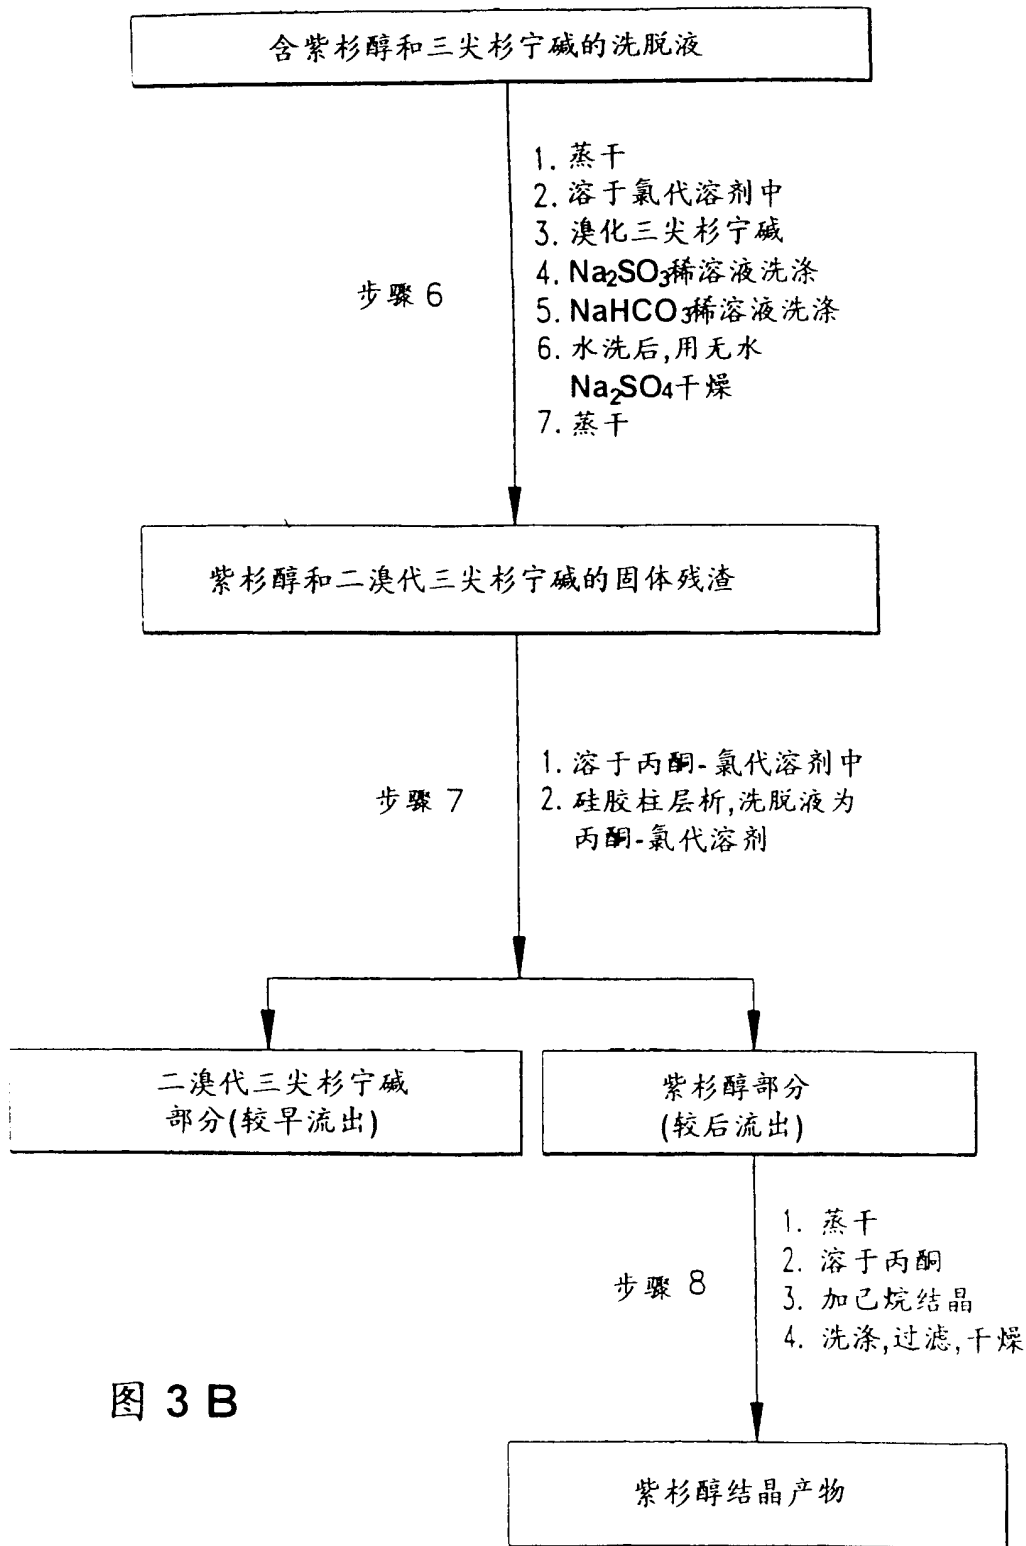 含紫杉醇和三尖杉宁碱的洗脱液
步骤 6
1. 蒸干
2. 溶于氯代溶剂中
3. 溴化三尖杉宁碱
4. Na₂SO₃稀溶液洗涤
5. NaHCO₃稀溶液洗涤
6. 水洗后,用无水
Na₂SO₄干燥
7. 蒸干
紫杉醇和二溴代三尖杉宁碱的固体残渣
步骤 7
1. 溶于丙酮-氯代溶剂中
2. 硅胶柱层析,洗脱液为
丙酮-氯代溶剂
二溴代三尖杉宁碱
部分(较早流出)
紫杉醇部分
(较后流出)
步骤 8
1. 蒸干
2. 溶于丙酮
3. 加己烷结晶
4. 洗涤,过滤,干燥
图 3 B
紫杉醇结晶产物